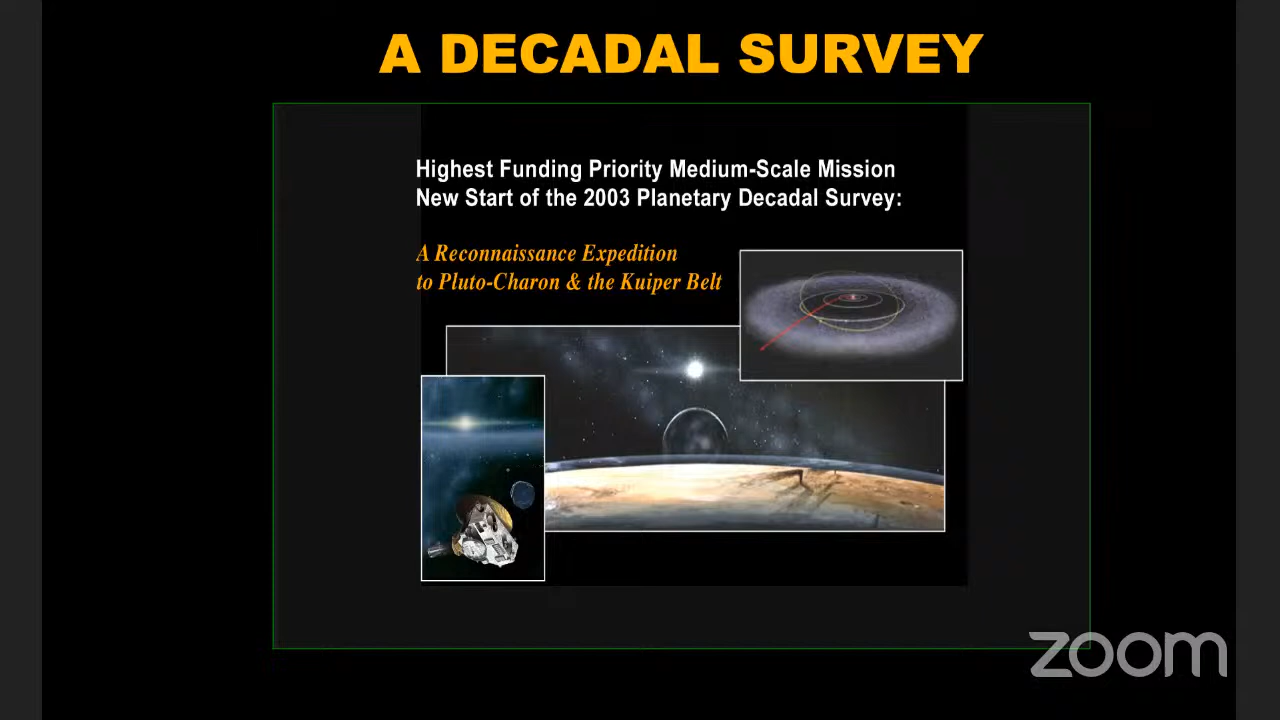 A DECADAL SURVEY
Highest Funding Priority Medium-Scale Mission
New Start of the 2003 Planetary Decadal Survey:
A Reconnaissance Expedition
to Pluto-Charon & the Kuiper Belt
zoom